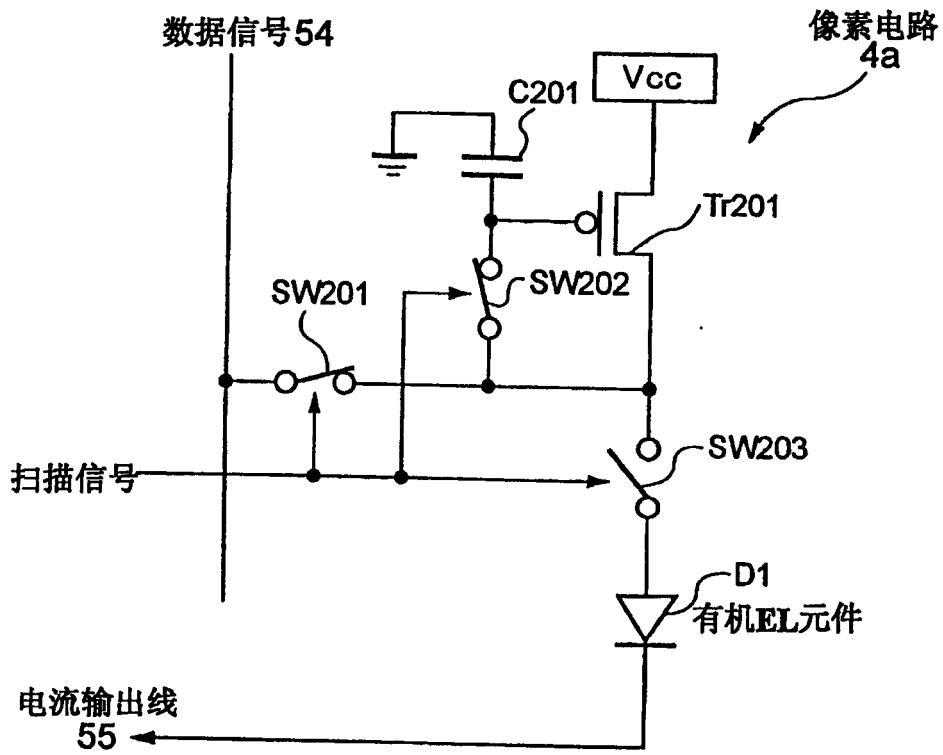 数据信号54
像素电路
4a
Vcc
C201
Tr201
SW202
SW201
SW203
扫描信号
D1
有机EL元件
电流输出线
55